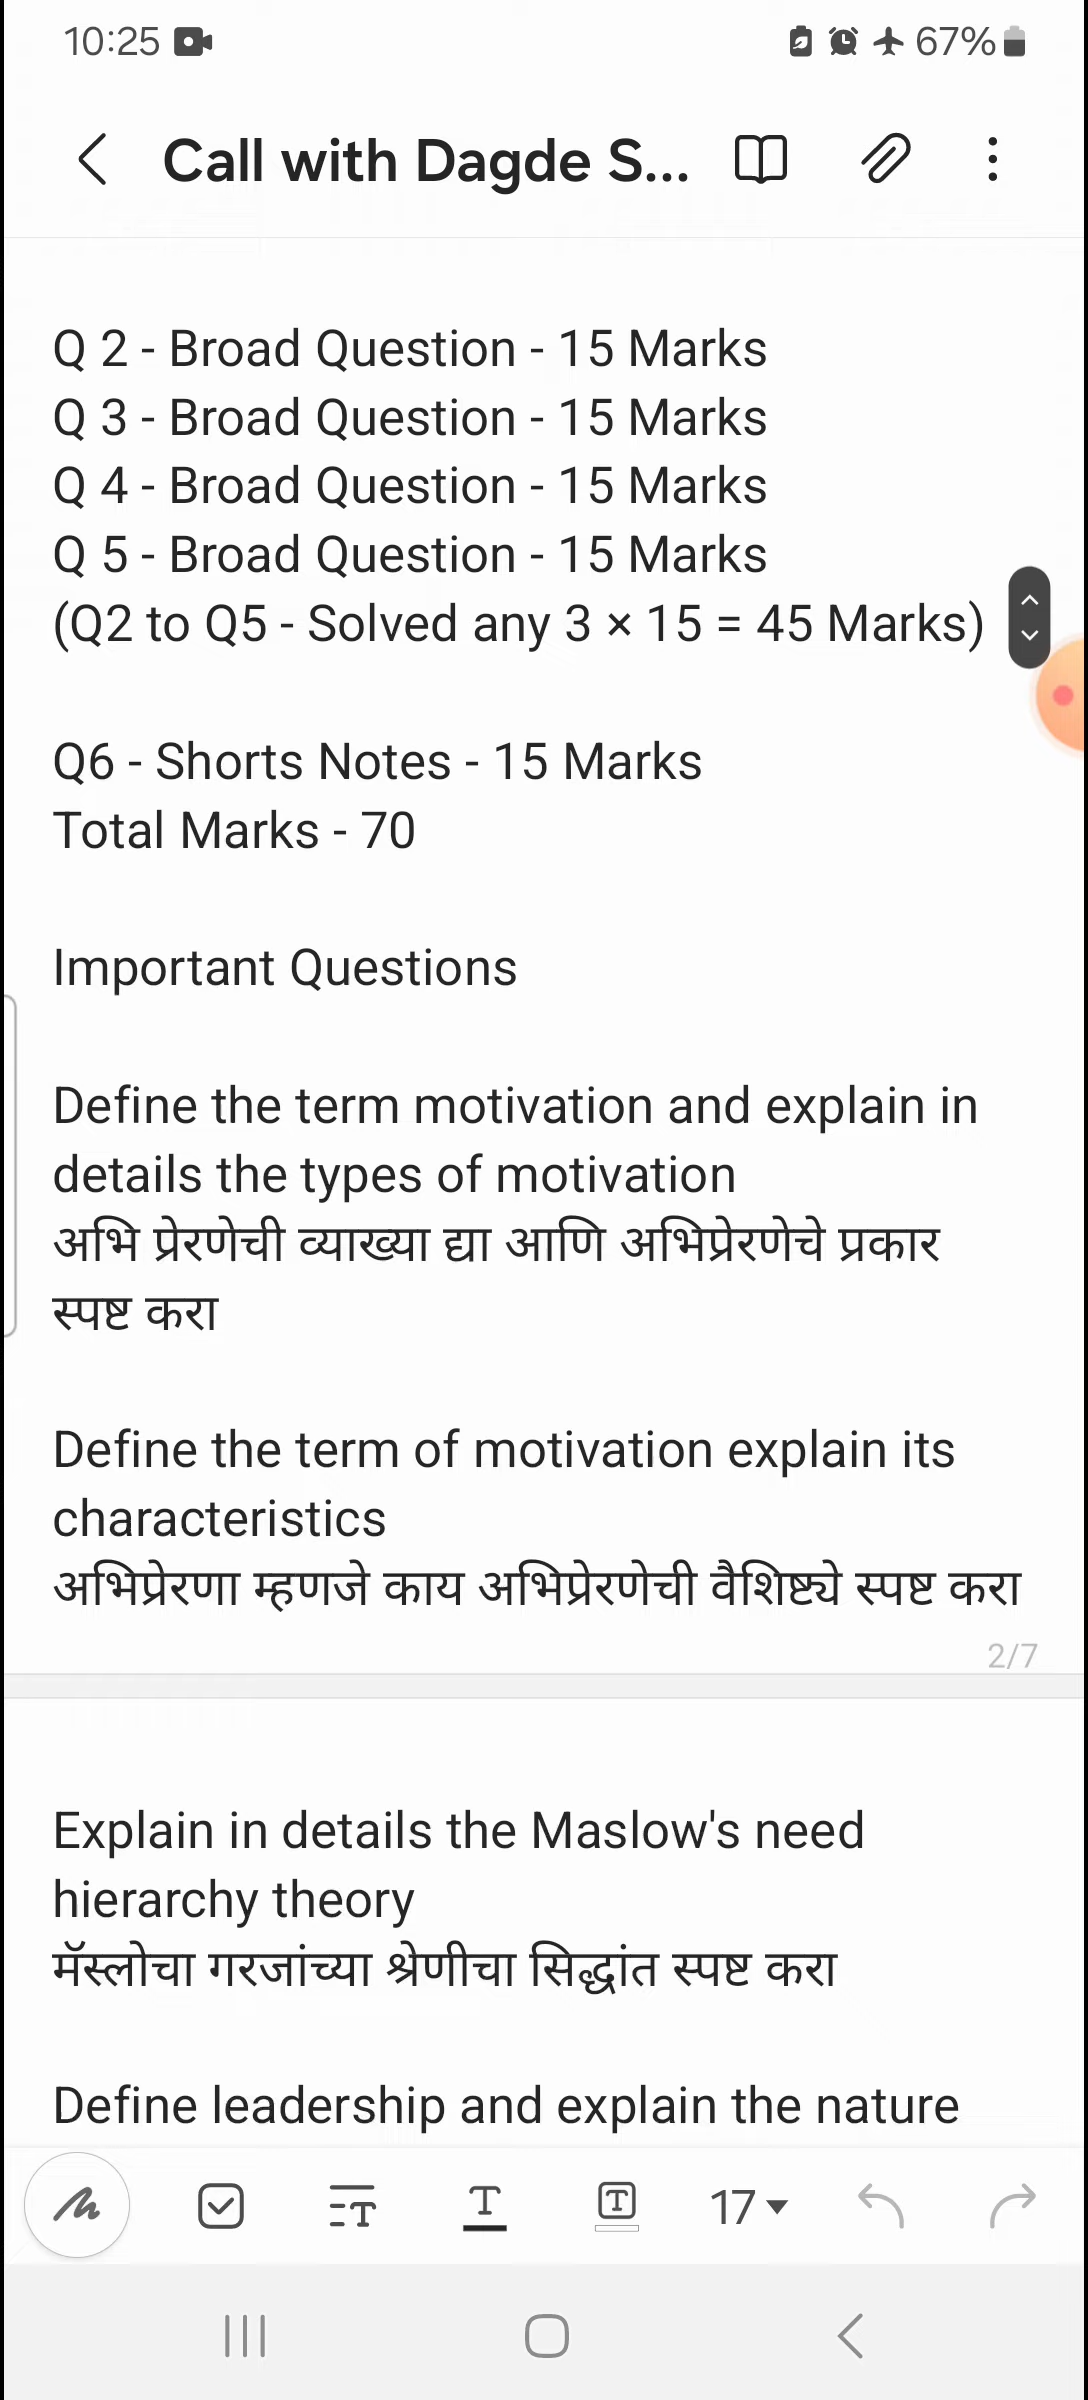 10:25
67%
Call with Dagde S...
Q 2 - Broad Question - 15 Marks
Q 3 - Broad Question - 15 Marks
Q 4 - Broad Question - 15 Marks
Q 5 - Broad Question - 15 Marks
(Q2 to Q5 - Solved any 3 × 15 = 45 Marks)
Q6 - Shorts Notes - 15 Marks
Total Marks - 70
Important Questions
Define the term motivation and explain in
details the types of motivation
अभि प्रेरणेची व्याख्या द्या आणि अभिप्रेरणेचे प्रकार
स्पष्ट करा
Define the term of motivation explain its
characteristics
अभिप्रेरणा म्हणजे काय अभिप्रेरणेची वैशिष्ट्ये स्पष्ट करा
2/7
Explain in details the Maslow's need
hierarchy theory
मॅस्लोचा गरजांच्या श्रेणीचा सिद्धांत स्पष्ट करा
Define leadership and explain the nature
17